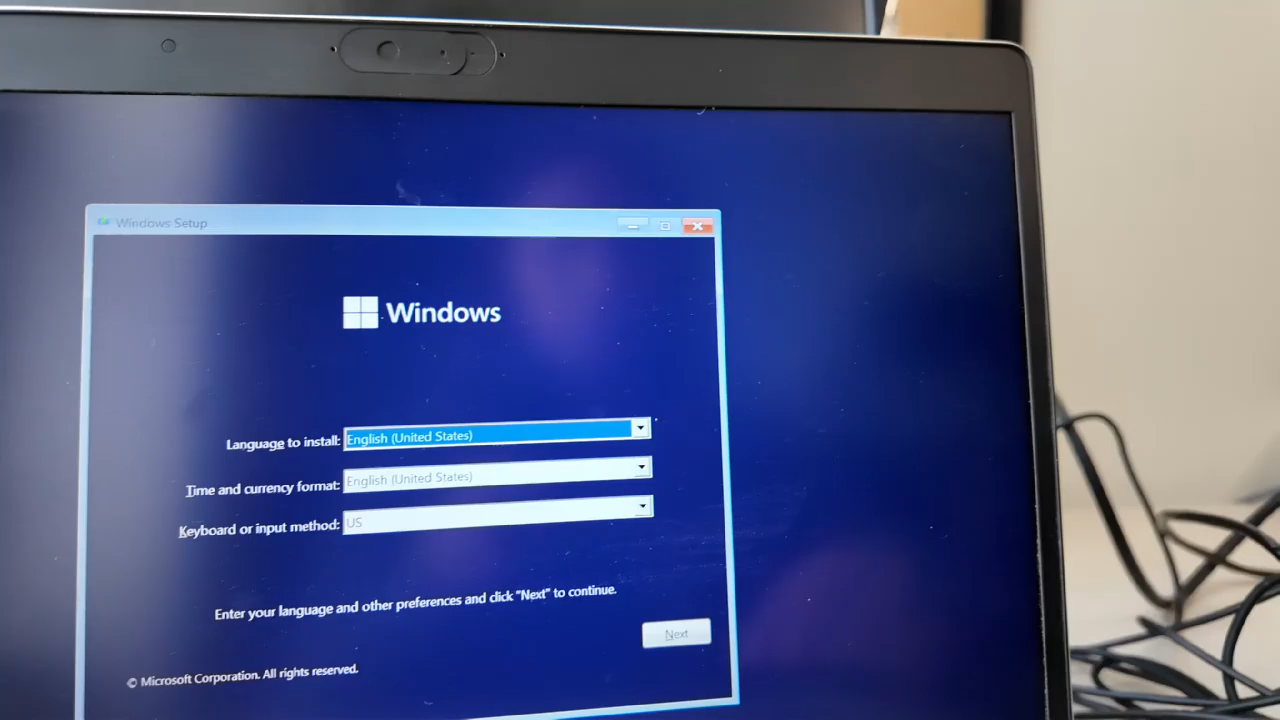 Windows Setup
Windows
Language to install: English (United States)
Time and currency format: English (United States)
Keyboard or input method: US
Enter your language and other preferences and click "Next" to continue.
Next
© Microsoft Corporation. All rights reserved.